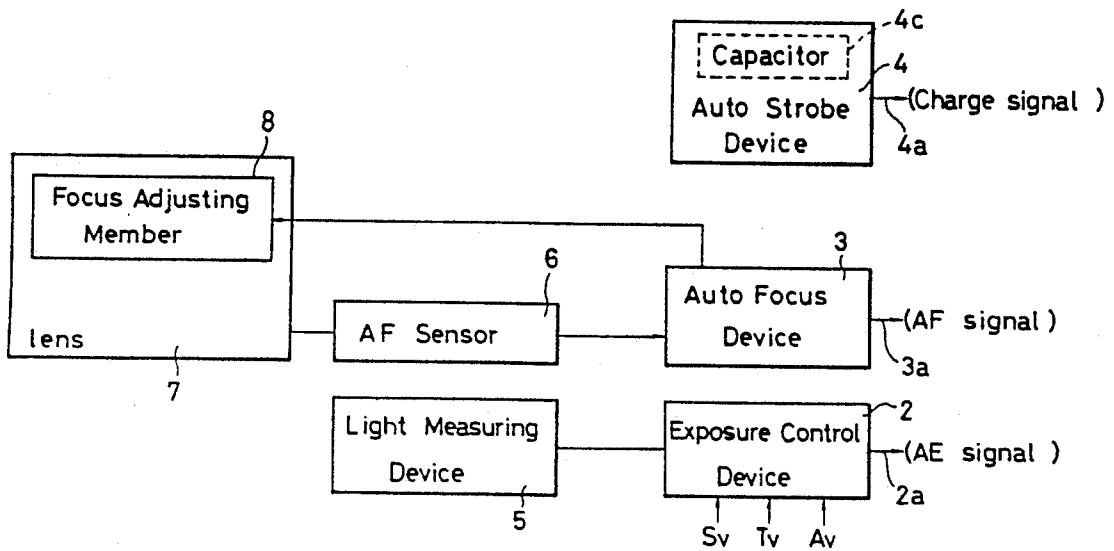 4c
Capacitor
4
Auto Strobe
Device
(Charge signal )
4a
8
Focus Adjusting
Member
lens
7
6
AF Sensor
3
Auto Focus
Device
(AF signal)
3a
Light Measuring
Device
5
2
Exposure Control
Device
(AE signal )
2a
Sv Tv Av